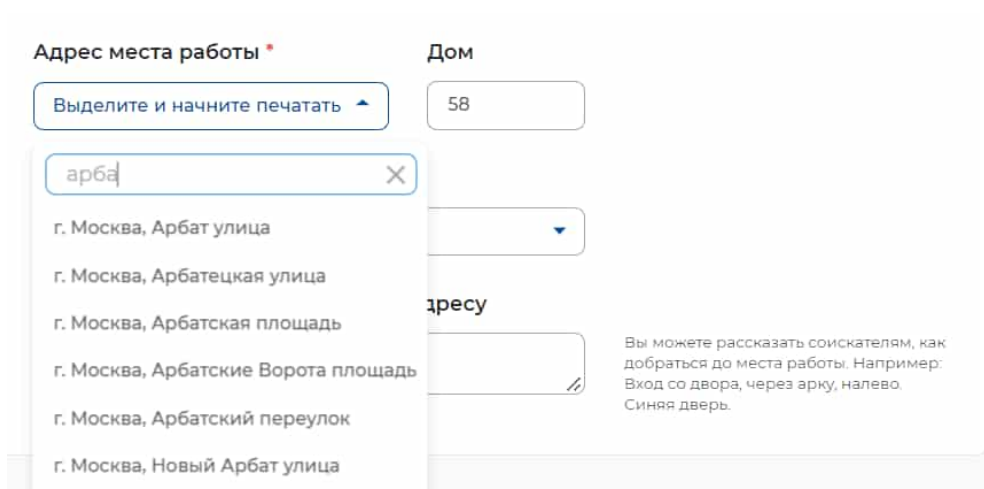 Адрес места работы * Дом
Выделите и начните печатать 58
арба
г. Москва, Арбат улица
г. Москва, Арбатецкая улица
дресу
г. Москва, Арбатская площадь
Вы можете рассказать соискателям, как
добраться до места работы. Например:
Вход со двора, через арку, налево.
Синяя дверь.
г. Москва, Арбатские Ворота площадь
г. Москва, Арбатский переулок
г. Москва, Новый Арбат улица